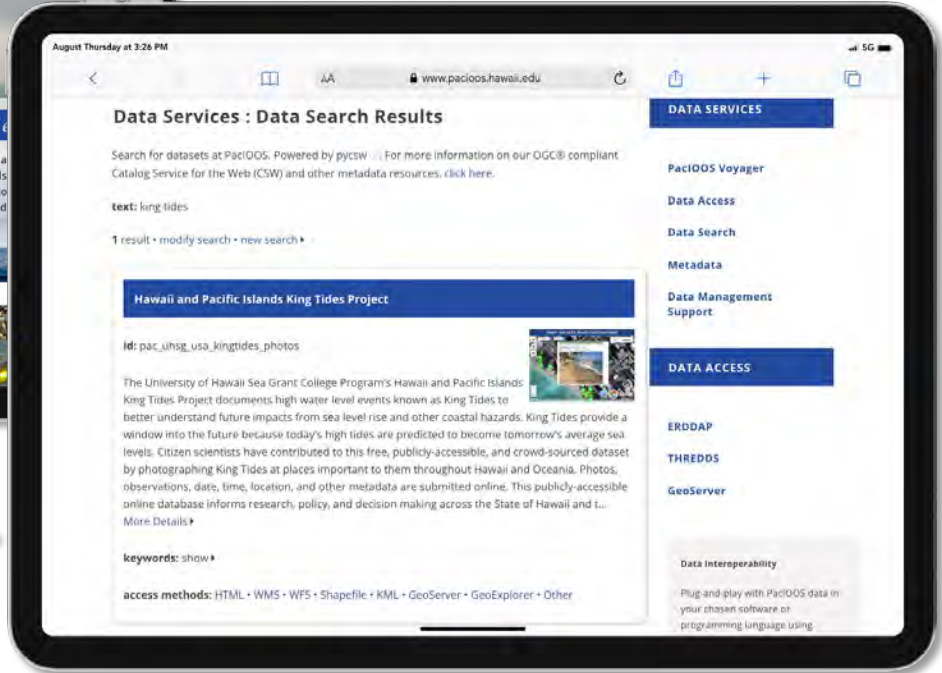 August Thursday at 3:26 PM
5G
AA
www.pacioos.hawaii.edu
Data Services : Data Search Results
Search for datasets at PacIOOS. Powered by pycsw . For more information on our OGC® compliant
Catalog Service for the Web (CSW) and other metadata resources, click here.
text: king tides
1 result • modify search • new search
Hawaii and Pacific Islands King Tides Project
id: pac_uhsg_usa_kingtides_photos
The University of Hawaii Sea Grant College Program's Hawaii and Pacific Islands
King Tides Project documents high water level events known as King Tides to
better understand future impacts from sea level rise and other coastal hazards. King Tides provide a
window into the future because today's high tides are predicted to become tomorrow's average sea
levels. Citizen scientists have contributed to this free, publicly-accessible, and crowd-sourced dataset
by photographing King Tides at places important to them throughout Hawaii and Oceania. Photos,
observations, date, time, location, and other metadata are submitted online. This publicly-accessible
online database informs research, policy, and decision making across the State of Hawaii and t...
More Details
keywords: show
access methods: HTML • WMS • WFS • Shapefile • KML • GeoServer • GeoExplorer • Other
DATA SERVICES
PacIOOS Voyager
Data Access
Data Search
Metadata
Data Management
Support
DATA ACCESS
ERDDAP
THREDDS
GeoServer
Data Interoperability
Plug-and-play with PacIOOS data in
your chosen software or
programming language using